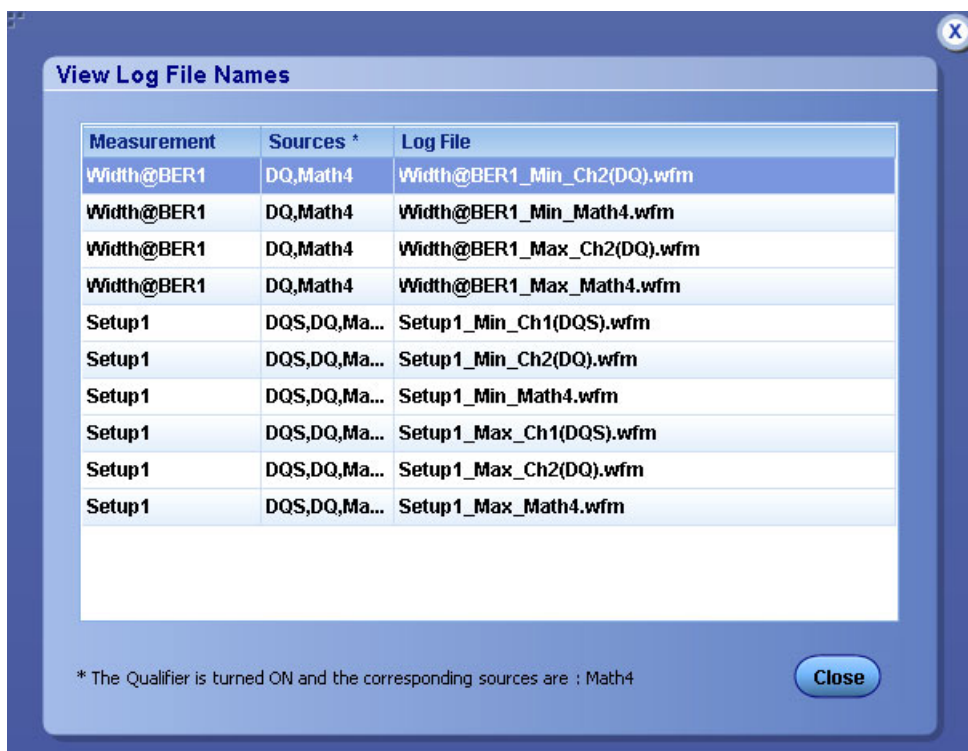 X
View Log File Names
Measurement Sources * Log File
Width@BER1 DQ,Math4 Width@BER1_Min_Ch2(DQ).wfm
Width@BER1 DQ,Math4 Width@BER1_Min_Math4.wfm
Width@BER1 DQ,Math4 Width@BER1_Max_Ch2(DQ).wfm
Width@BER1 DQ,Math4 Width@BER1_Max_Math4.wfm
Setup1 DQS,DQ,Ma... Setup1_Min_Ch1(DQS).wfm
Setup1 DQS,DQ,Ma... Setup1_Min_Ch2(DQ).wfm
Setup1 DQS,DQ,Ma... Setup1_Min_Math4.wfm
Setup1 DQS,DQ,Ma... Setup1_Max_Ch1(DQS).wfm
Setup1 DQS,DQ,Ma... Setup1_Max_Ch2(DQ).wfm
Setup1 DQS,DQ,Ma... Setup1_Max_Math4.wfm
* The Qualifier is turned ON and the corresponding sources are : Math4
Close